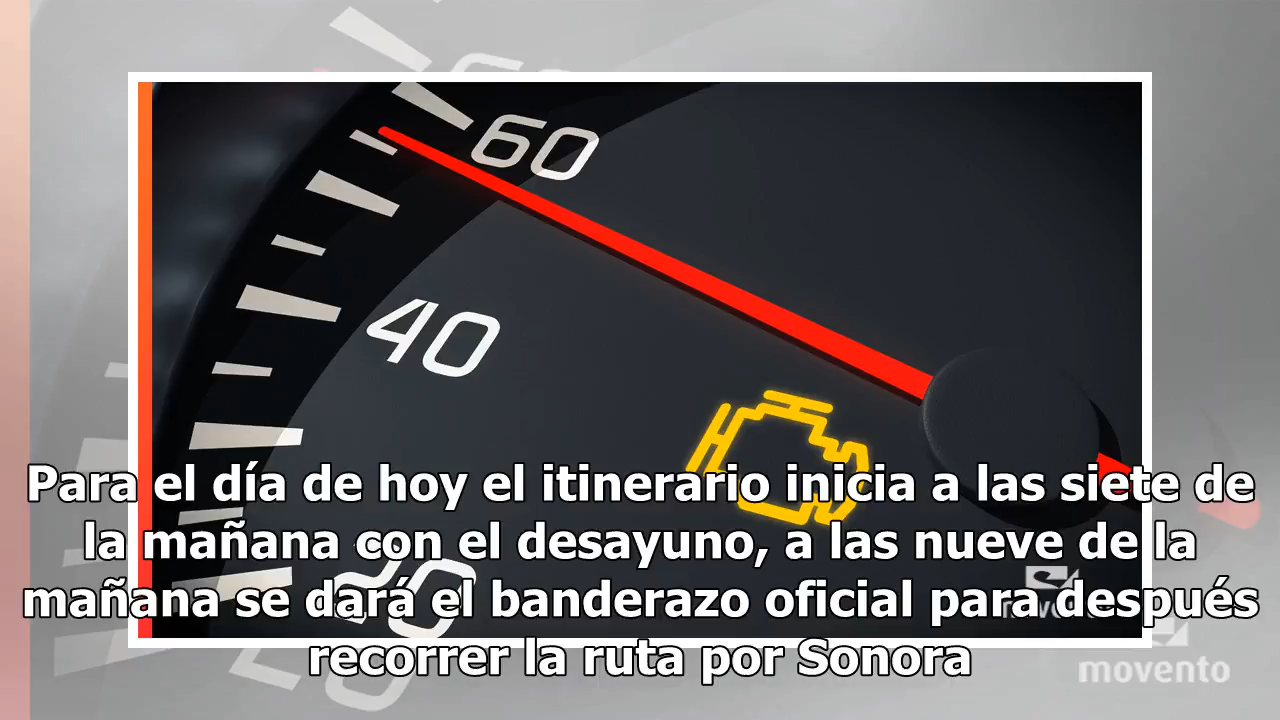 60
40
20
Para el día de hoy el itinerario inicia a las siete de
la mañana con el desayuno, a las nueve de la
mañana se dará el banderazo oficial para después
recorrer la ruta por Sonora
movento